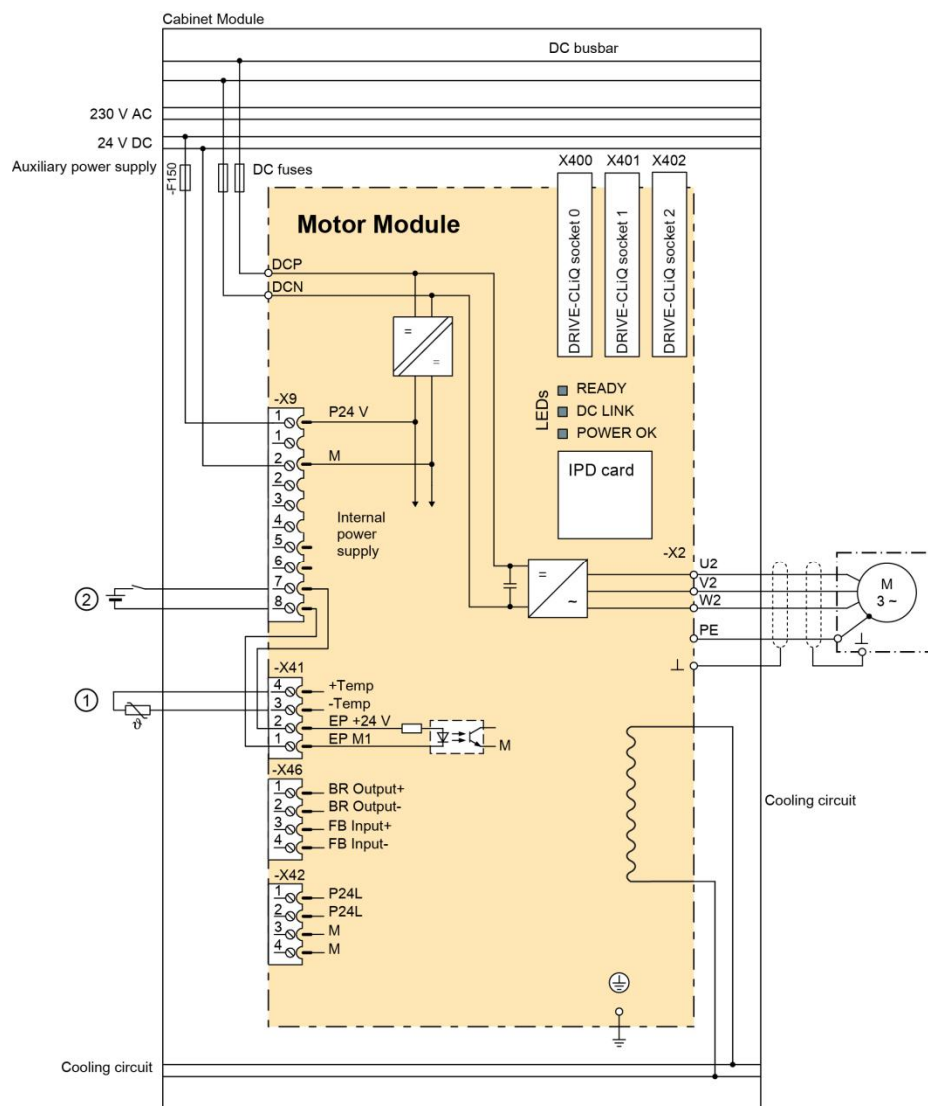 Cabinet Module
DC busbar
230 V AC
24 V DC
Auxiliary power supply
-F150
DC fuses
X400
X401
X402
DRIVE-CLiQ socket 0
DRIVE-CLiQ socket 1
DRIVE-CLiQ socket 2
Motor Module
DCP
DCN
=
=
LEDs
READY
DC LINK
POWER OK
IPD card
-X9
1
P24 V
1
2
M
2
3
4
5
6
7
8
Internal
power
supply
②
-X2
U2
V2
W2
PE
⊥
=
~
M
3 ~
⊥
①
ϑ
-X41
4
+Temp
3
-Temp
2
EP +24 V
1
EP M1
M
-X46
1
BR Output+
2
BR Output-
3
FB Input+
4
FB Input-
-X42
1
P24L
2
P24L
3
M
4
M
Cooling circuit
Cooling circuit